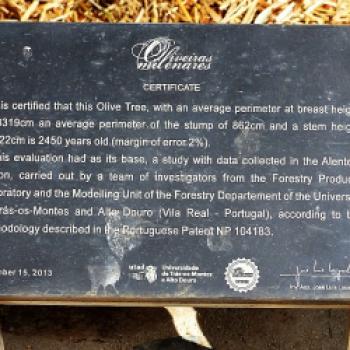 Oliveiras
milenares
CERTIFICATE
is certified that this Olive Tree, with an average perimeter at breast heig
319cm an average perimeter of the stump of 862cm and a stem heig
22cm is 2450 years old.(margin of error 2%).
his evaluation had as its base, a study with data collected in the Alente
on, carried out by a team of investigators from the Forestry Produc
oratory and the Modelling Unit of the Forestry Departement of the Univers
Trás-os-Montes and Alto Douro (Vila Real - Portugal), according to t
hodology described in the Portuguese Patent NP 104183.
mber 15, 2013
utad
Universidade
de Trás-os-Montes
e Alto Douro